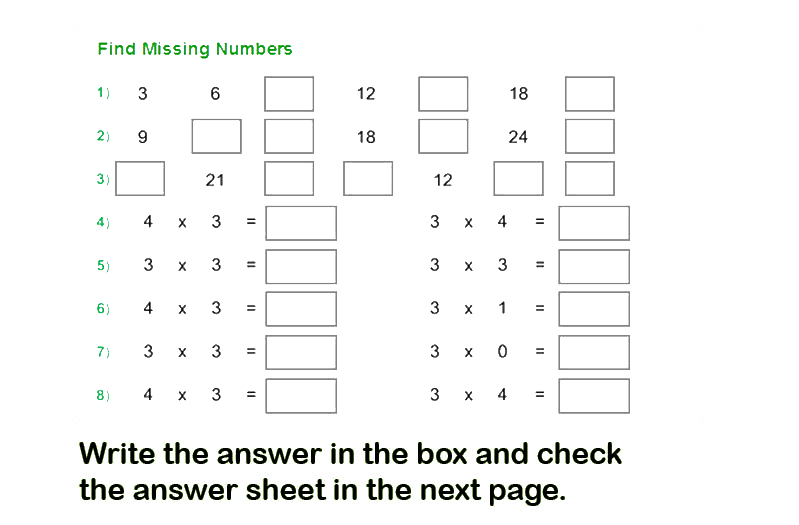 Find Missing Numbers
1) 3 6 12 18
2) 9 18 24
3) 21 12
4) 4 x 3 = 3 x 4 =
5) 3 x 3 = 3 x 3 =
6) 4 x 3 = 3 x 1 =
7) 3 x 3 = 3 x 0 =
8) 4 x 3 = 3 x 4 =
Write the answer in the box and check
the answer sheet in the next page.